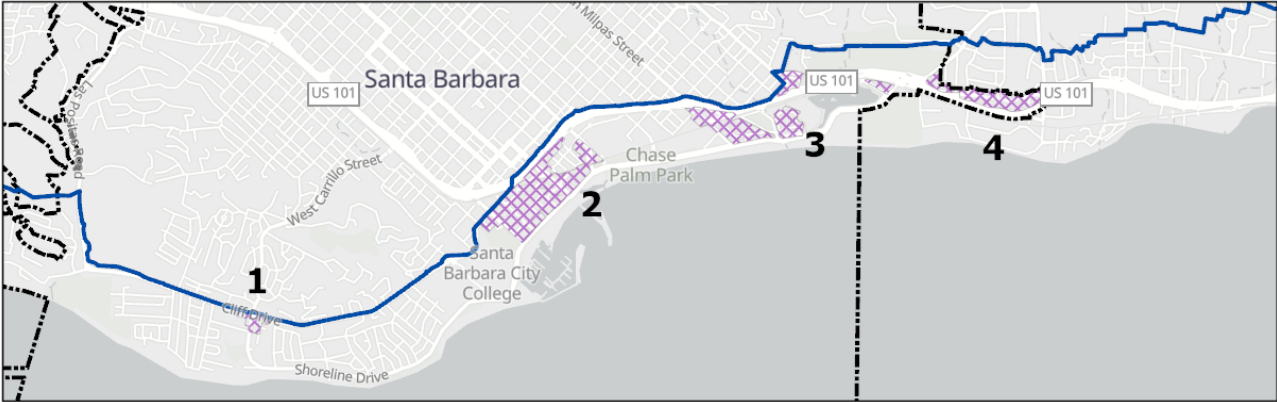 Milpas Street
US 101
Santa Barbara
US 101
US 101
Las Positas Road
West Carrillo Street
Chase
Palm Park
3
4
2
Santa
Barbara City
College
1
Cliff Drive
Shoreline Drive